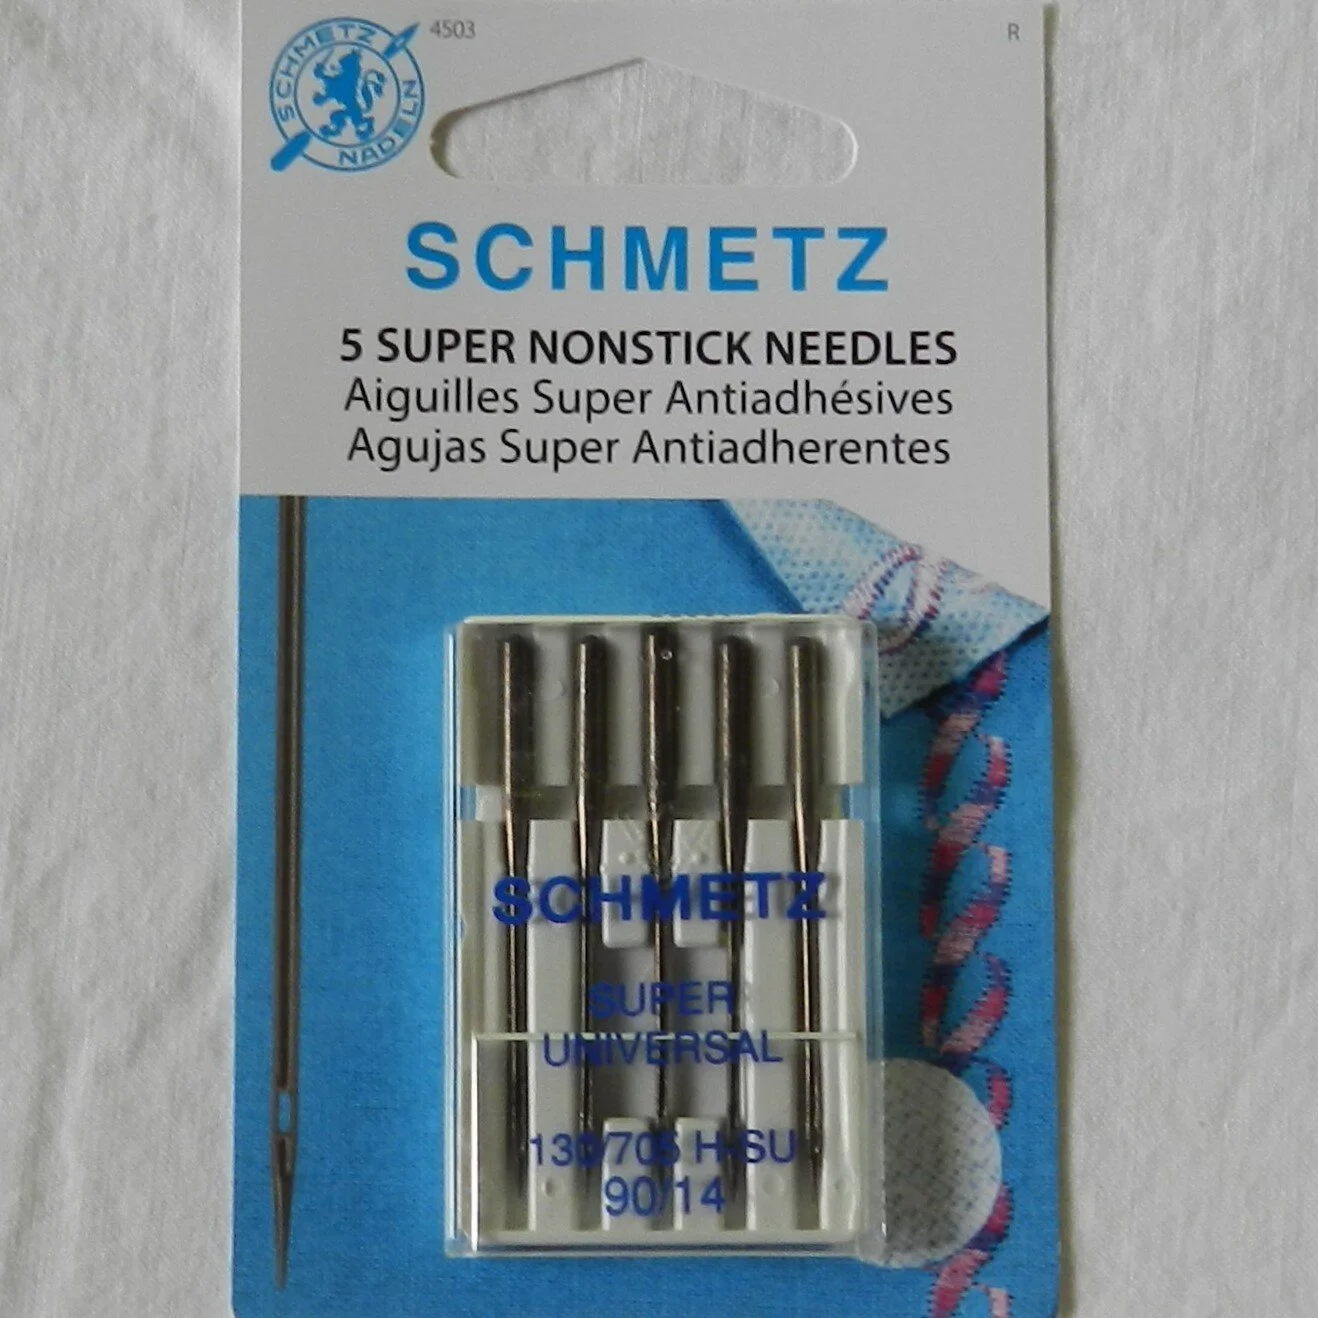 SCHMETZ
NADELN
4503
R
SCHMETZ
5 SUPER NONSTICK NEEDLES
Aiguilles Super Antiadhésives
Agujas Super Antiadherentes
SCHMETZ
SUPER
UNIVERSAL
130/705 H-SU
90/14